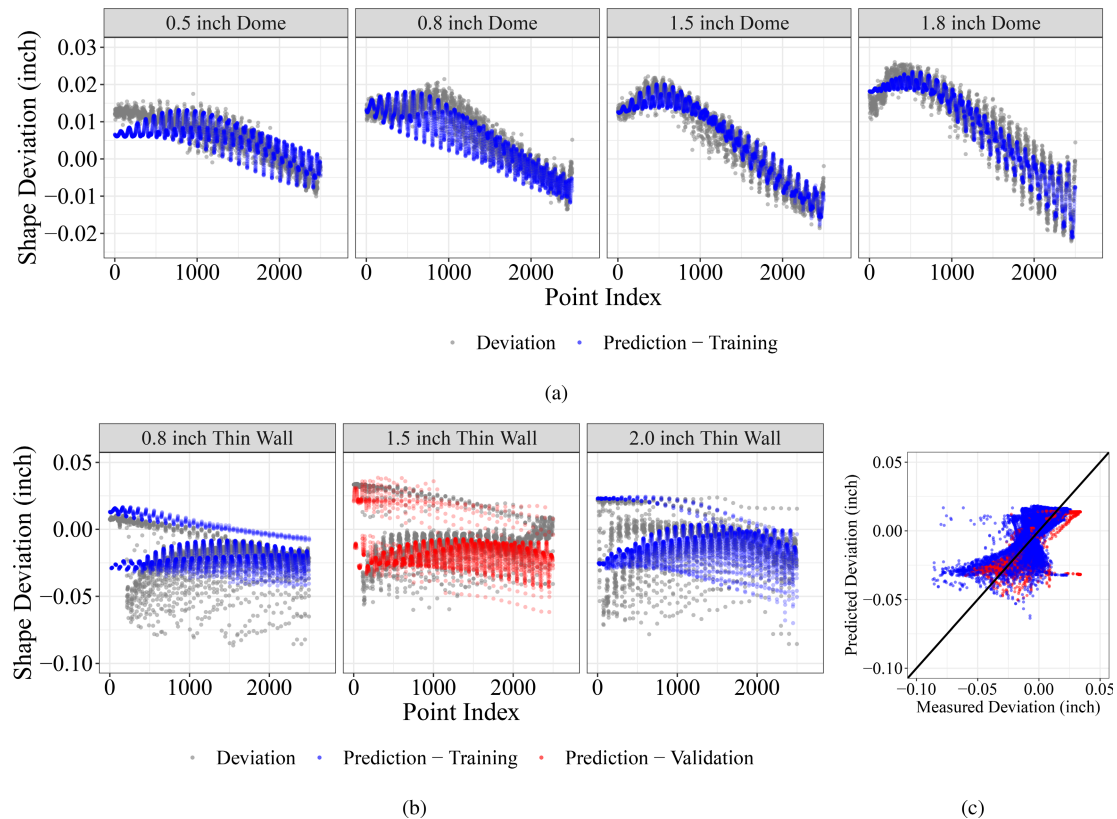 0.5 inch Dome 0.8 inch Dome 1.5 inch Dome 1.8 inch Dome
Shape Deviation (inch)
0.03
0.02
0.01
0.00
−0.01
−0.02
0 1000 2000 0 1000 2000 0 1000 2000 0 1000 2000
Point Index
Deviation Prediction − Training
(a)
0.8 inch Thin Wall 1.5 inch Thin Wall 2.0 inch Thin Wall
Shape Deviation (inch)
0.05
0.00
−0.05
−0.10
0 1000 2000 0 1000 2000 0 1000 2000
Point Index
Deviation Prediction − Training Prediction − Validation
(b)
Predicted Deviation (inch)
0.05
0.00
−0.05
−0.10
−0.10 −0.05 0.00 0.05
Measured Deviation (inch)
(c)